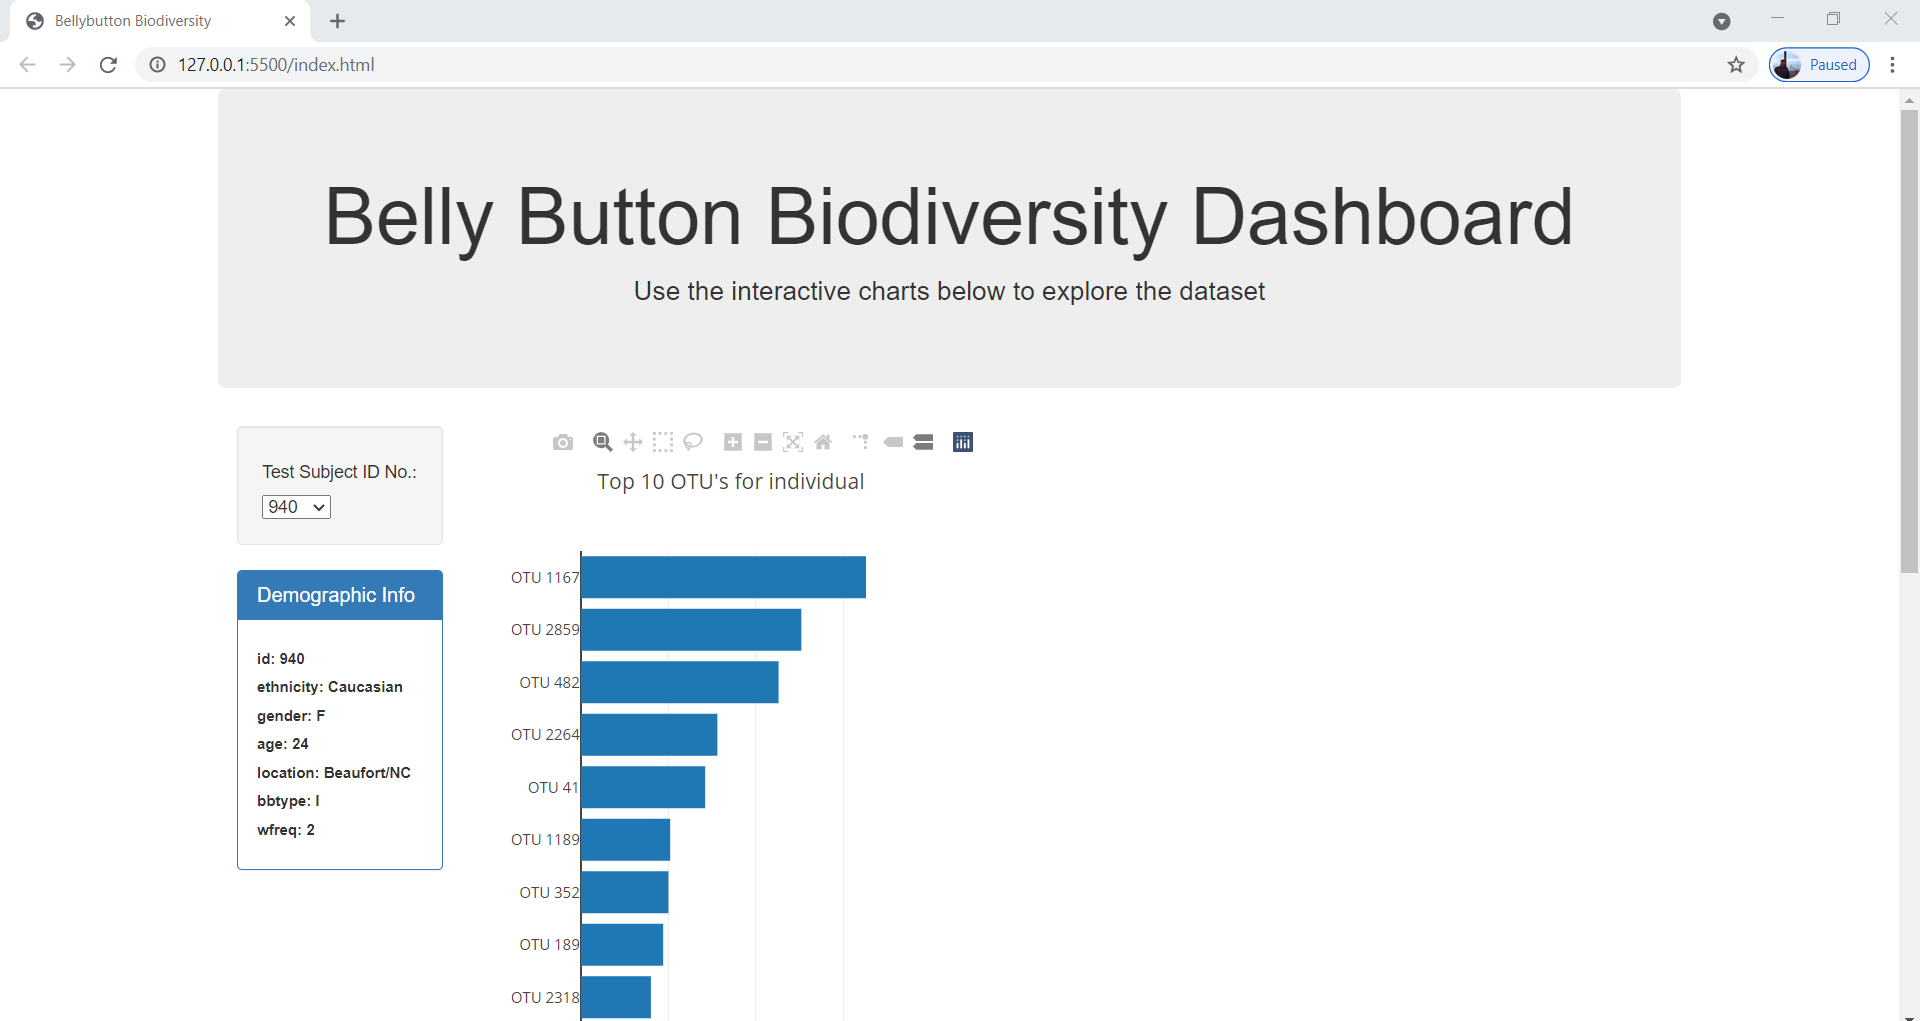 Bellybutton Biodiversity
127.0.0.1:5500/index.html
Paused
Belly Button Biodiversity Dashboard
Use the interactive charts below to explore the dataset
Test Subject ID No.:
940
Demographic Info
id: 940
ethnicity: Caucasian
gender: F
age: 24
location: Beaufort/NC
bbtype: I
wfreq: 2
Top 10 OTU's for individual
OTU 1167
OTU 2859
OTU 482
OTU 2264
OTU 41
OTU 1189
OTU 352
OTU 189
OTU 2318